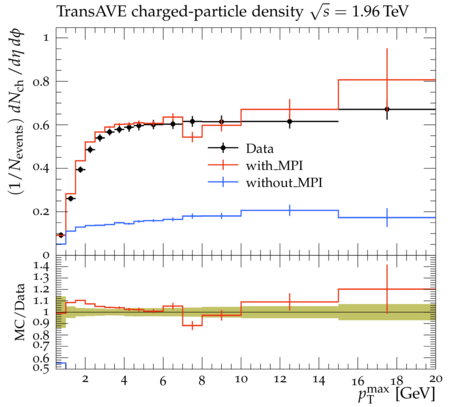 TransAVE charged-particle density √s = 1.96 TeV
(1/N_events) dN_ch/dη dϕ
1
0.8
0.6
0.4
0.2
0
Data
with_MPI
without_MPI
MC/Data
1.4
1.3
1.2
1.1
1
0.9
0.8
0.7
0.6
0.5
2 4 6 8 10 12 14 16 18 20
p_T^max [GeV]